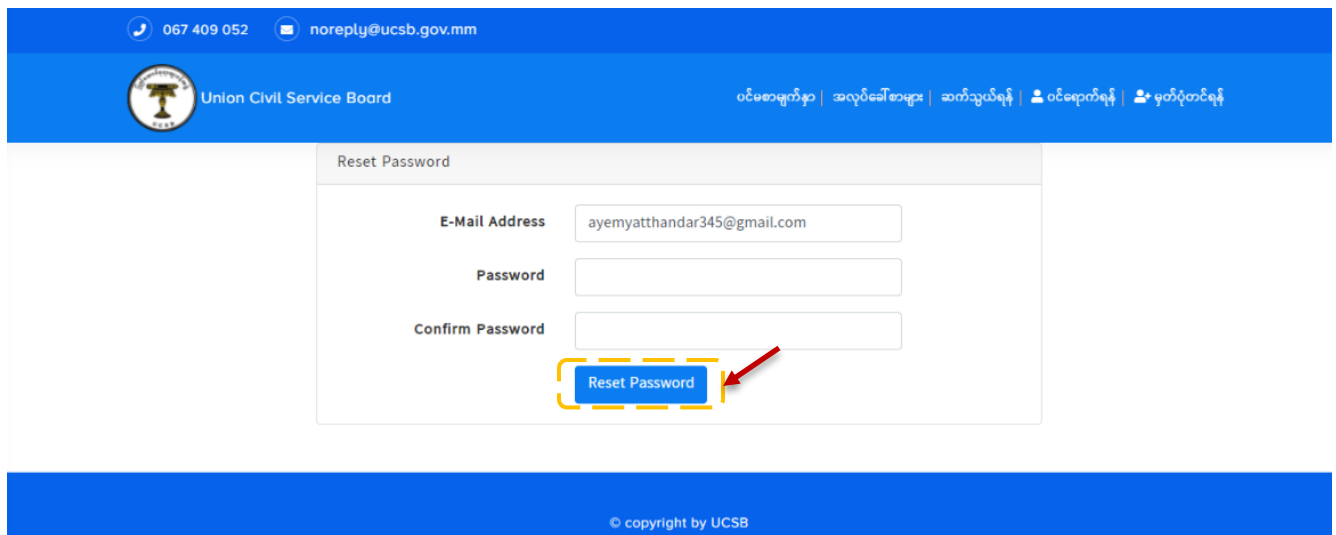 067 409 052 noreply@ucsb.gov.mm
Union Civil Service Board ပင်မစာမျက်နှာ | အလုပ်ခေါ်စာများ | ဆက်သွယ်ရန် | ဝင်ရောက်ရန် | မှတ်ပုံတင်ရန်
UCSB
Reset Password
E-Mail Address ayemyatthandar345@gmail.com
Password
Confirm Password
Reset Password
© copyright by UCSB